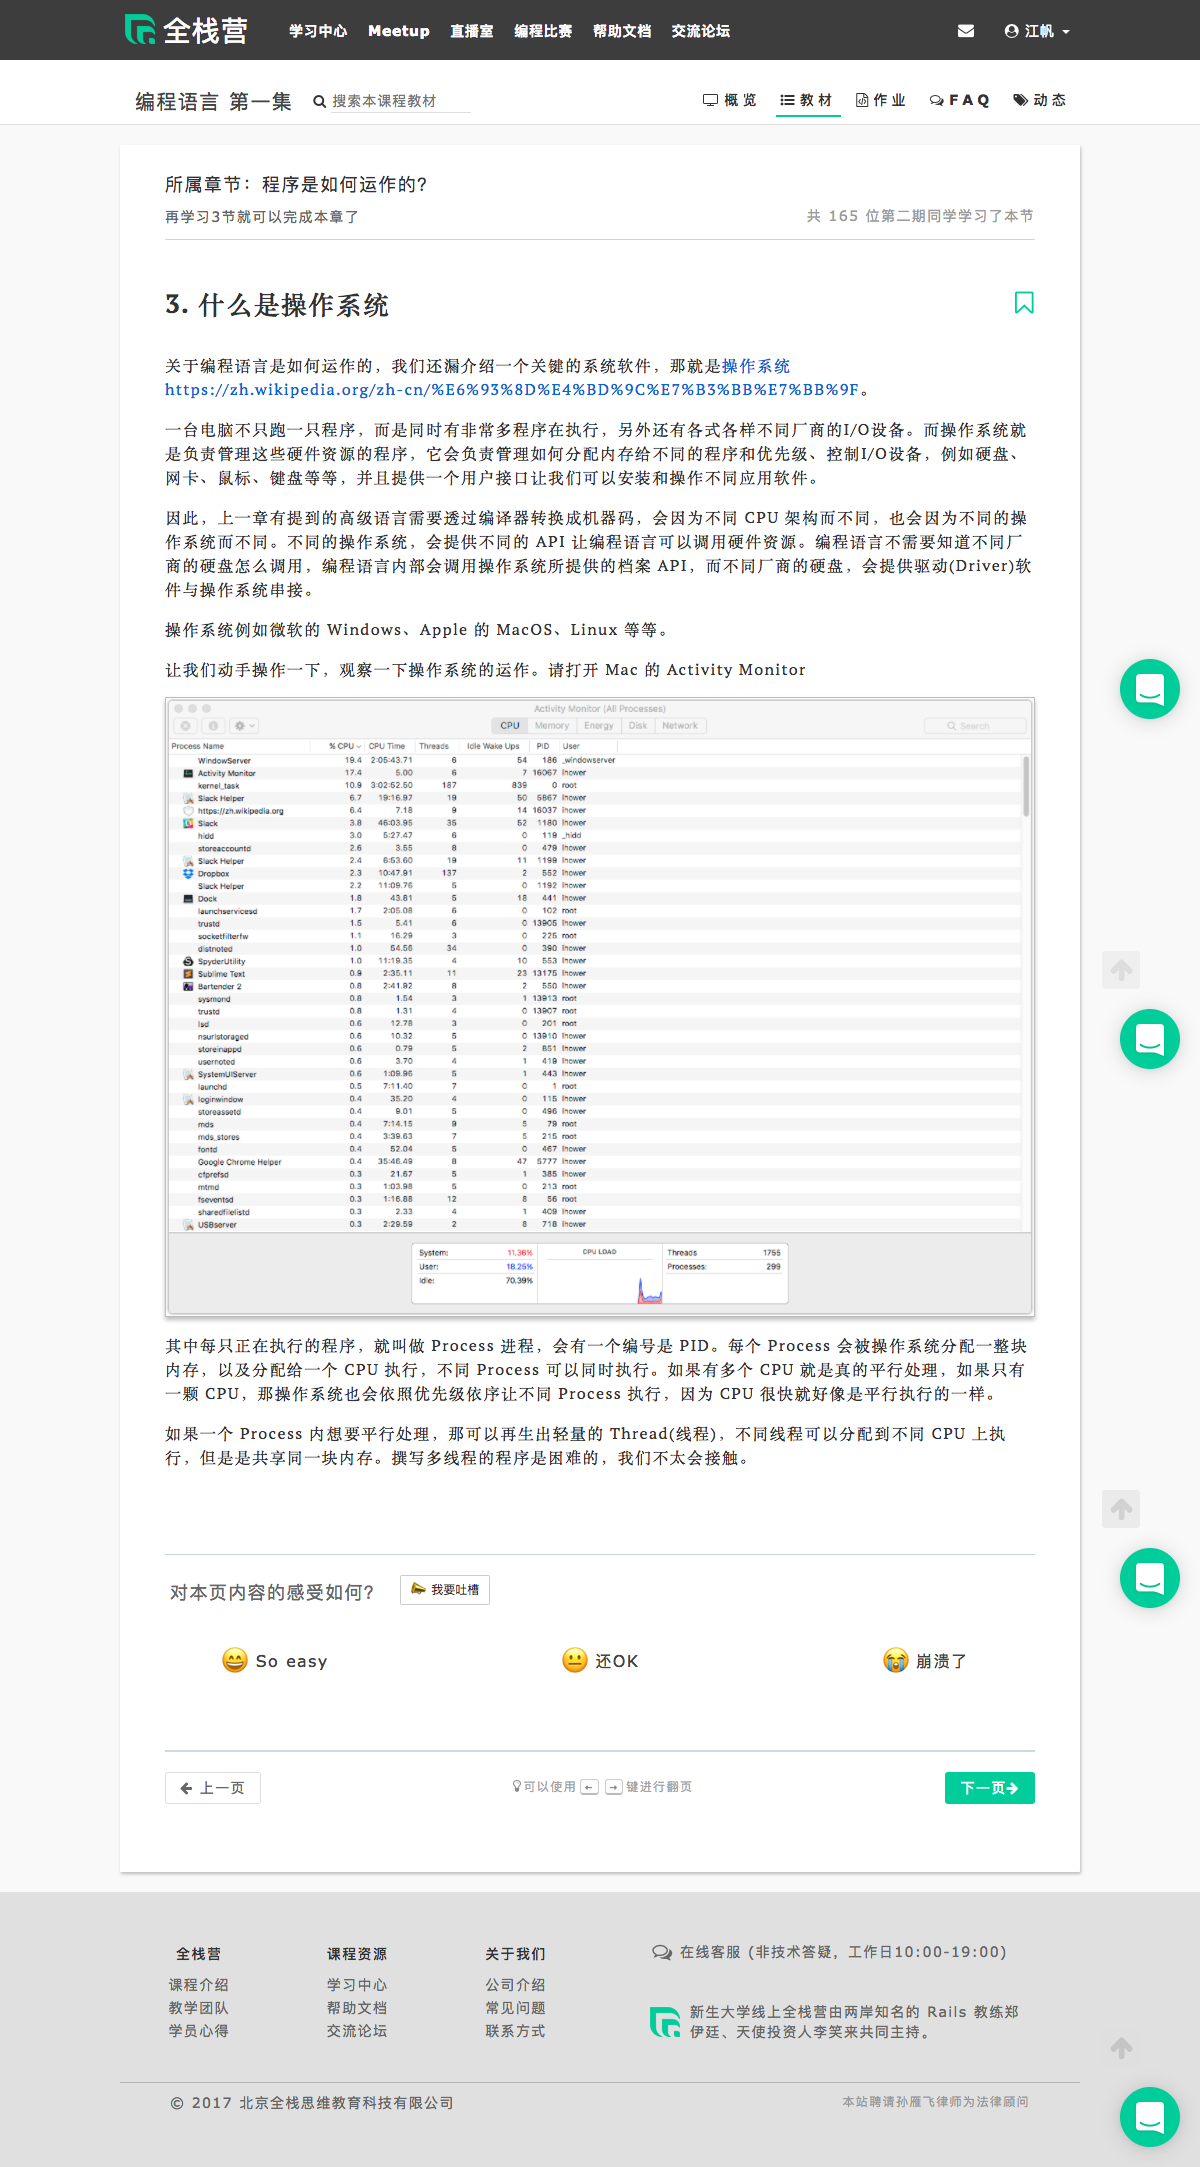 全栈营 学习中心 Meetup 直播室 编程比赛 帮助文档 交流论坛 江帆
编程语言 第一集 搜索本课程教材 概览 教材 作业 FAQ 动态
所属章节：程序是如何运作的?
再学习3节就可以完成本章了 共 165 位第二期同学学习了本节
3. 什么是操作系统
关于编程语言是如何运作的，我们还漏介绍一个关键的系统软件，那就是操作系统
https://zh.wikipedia.org/zh-cn/%E6%93%8D%E4%BD%9C%E7%B3%BB%E7%BB%9F。
一台电脑不只跑一只程序，而是同时有非常多程序在执行，另外还有各式各样不同厂商的I/O设备。而操作系统就
是负责管理这些硬件资源的程序，它会负责管理如何分配内存给不同的程序和优先级、控制I/O设备，例如硬盘、
网卡、鼠标、键盘等等，并且提供一个用户接口让我们可以安装和操作不同应用软件。
因此，上一章有提到的高级语言需要透过编译器转换成机器码，会因为不同 CPU 架构而不同，也会因为不同的操
作系统而不同。不同的操作系统，会提供不同的 API 让编程语言可以调用硬件资源。编程语言不需要知道不同厂
商的硬盘怎么调用，编程语言内部会调用操作系统所提供的档案 API，而不同厂商的硬盘，会提供驱动(Driver)软
件与操作系统串接。
操作系统例如微软的 Windows、Apple 的 MacOS、Linux 等等。
让我们动手操作一下，观察一下操作系统的运作。请打开 Mac 的 Activity Monitor
Activity Monitor (All Processes)
CPU Memory Energy Disk Network Search
Process Name % CPU CPU Time Threads Idle Wake Ups PID User
WindowServer 19.4 2:05:43.71 6 54 186 _windowserver
Activity Monitor 17.4 5.00 6 7 16067 ihower
kernel_task 10.9 3:02:52.50 187 839 0 root
Slack Helper 6.7 19:16.97 19 50 5867 ihower
https://zh.wikipedia.org 6.4 7.18 9 14 16037 ihower
Slack 3.8 46:03.95 35 52 1180 ihower
hidd 3.0 5:27.47 6 0 119 _hidd
storeaccountd 2.6 3.55 8 0 479 ihower
Slack Helper 2.4 6:53.60 19 11 1199 ihower
Dropbox 2.3 10:47.91 137 2 552 ihower
Slack Helper 2.2 11:09.76 5 0 1192 ihower
Dock 1.8 43.81 5 18 441 ihower
launchservicesd 1.7 2:05.08 6 0 102 root
trustd 1.5 5.41 6 0 13905 ihower
socketfilterfw 1.1 16.29 3 0 225 root
distnoted 1.0 54.56 34 0 390 ihower
SpyderUtility 1.0 11:19.35 4 10 553 ihower
Sublime Text 0.9 2:35.11 11 23 13175 ihower
Bartender 2 0.8 2:41.92 8 2 550 ihower
sysmond 0.8 1.54 3 1 13913 root
trustd 0.8 1.31 4 0 13907 root
lsd 0.6 12.78 3 0 201 root
nsurlstoraged 0.6 10.32 5 0 13910 ihower
storeinappd 0.6 0.79 5 2 851 ihower
usernoted 0.6 3.70 4 1 419 ihower
SystemUIServer 0.6 1:09.96 5 1 443 ihower
launchd 0.5 7:11.40 7 0 1 root
loginwindow 0.4 35.20 4 0 115 ihower
storeassetd 0.4 9.01 5 0 496 ihower
mds 0.4 7:14.15 9 5 79 root
mds_stores 0.4 3:39.63 7 5 215 root
fontd 0.4 52.04 5 0 467 ihower
Google Chrome Helper 0.4 35:46.49 8 47 5777 ihower
cfprefsd 0.3 21.67 5 1 385 ihower
mtmd 0.3 1:03.98 5 0 213 root
fseventsd 0.3 1:16.88 12 8 56 root
sharedfilelistd 0.3 2.33 4 1 409 ihower
USBserver 0.3 2:29.59 2 8 718 ihower
System: 11.36% CPU LOAD Threads 1755
User: 18.25% Processes: 299
Idle: 70.39%
其中每只正在执行的程序，就叫做 Process 进程，会有一个编号是 PID。每个 Process 会被操作系统分配一整块
内存，以及分配给一个 CPU 执行，不同 Process 可以同时执行。如果有多个 CPU 就是真的平行处理，如果只有
一颗 CPU，那操作系统也会依照优先级依序让不同 Process 执行，因为 CPU 很快就好像是平行执行的一样。
如果一个 Process 内想要平行处理，那可以再生出轻量的 Thread(线程)，不同线程可以分配到不同 CPU 上执
行，但是是共享同一块内存。撰写多线程的程序是困难的，我们不太会接触。
对本页内容的感受如何? 我要吐槽
So easy 还OK 崩溃了
上一页 可以使用 ← → 键进行翻页 下一页
全栈营 课程资源 关于我们 在线客服 (非技术答疑，工作日10:00-19:00)
课程介绍 学习中心 公司介绍
教学团队 帮助文档 常见问题
学员心得 交流论坛 联系方式
新生大学线上全栈营由两岸知名的 Rails 教练郑
伊廷、天使投资人李笑来共同主持。
© 2017 北京全栈思维教育科技有限公司 本站聘请孙雁飞律师为法律顾问